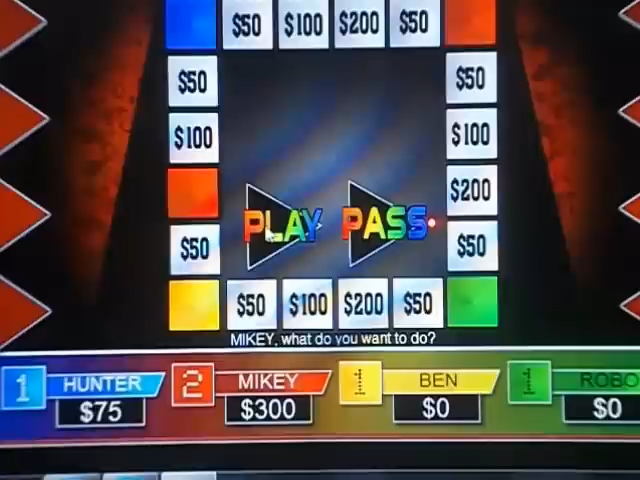 $50 $100 $200 $50
$50 $50
$100 $100
$200
PLAY PASS
$50 $50
$50 $100 $200 $50
MIKEY, what do you want to do?
1 HUNTER 2 MIKEY 1 BEN 1 ROBO
$75 $300 $0 $0